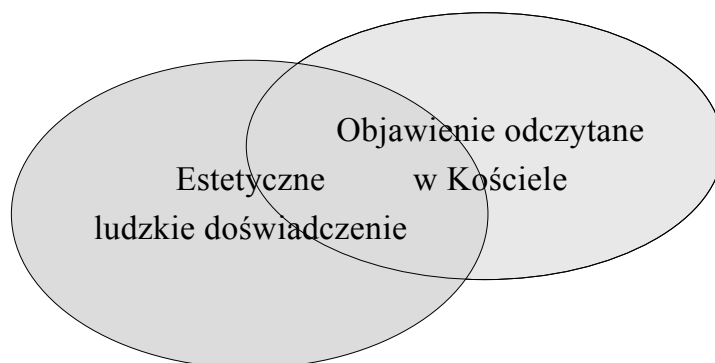 Objawienie odczytane
w Kościele
Estetyczne
ludzkie doświadczenie